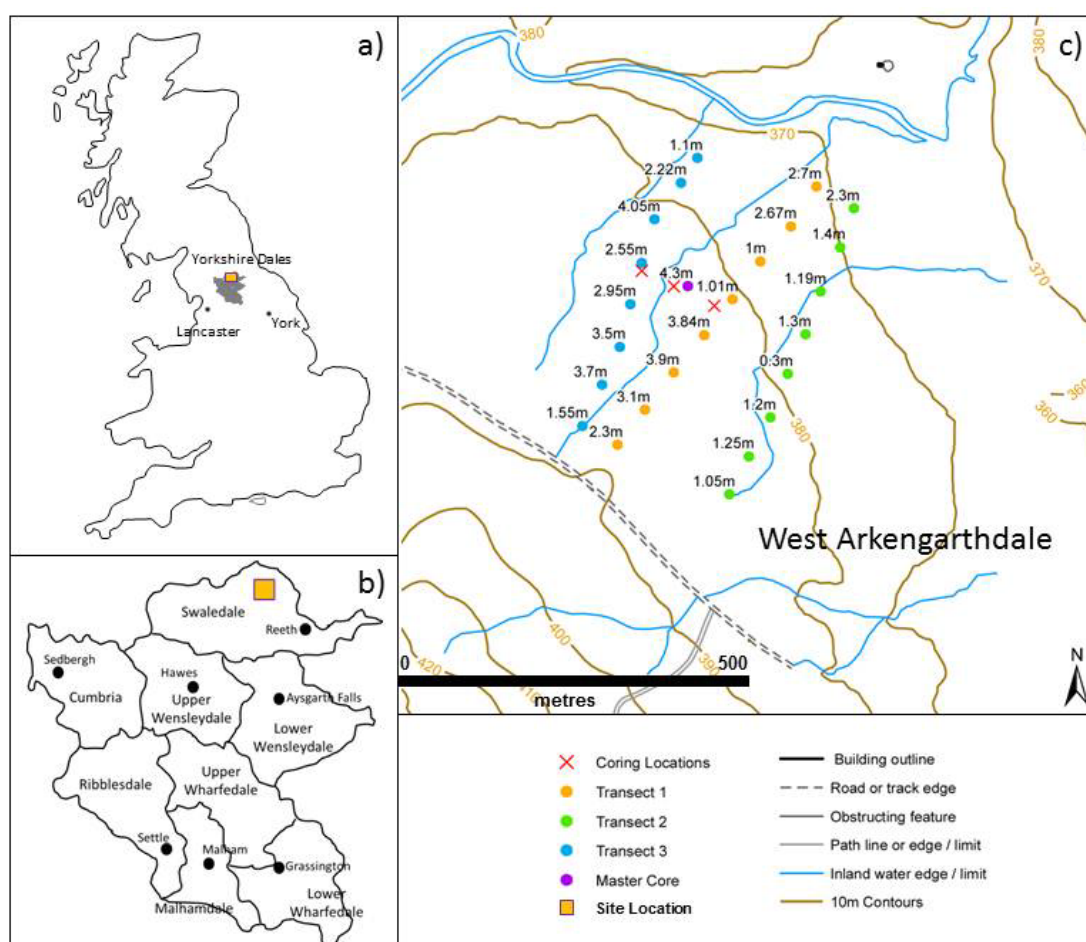 a)
Yorkshire Dales
Lancaster
York
b)
Swaledale
Reeth
Sedbergh
Cumbria
Hawes
Upper
Wensleydale
Aysgarth Falls
Lower
Wensleydale
Ribblesdale
Upper
Wharfedale
Settle
Malham
Grassington
Malhamdale
Lower
Wharfedale
c)
380
380
370
370
1.1m
2.22m
4.05m
2.55m
2.95m
3.5m
3.7m
1.55m
2.7m
2.67m
1m
4.3m
1.01m
3.84m
3.9m
3.1m
2.3m
2.3m
1.4m
1.19m
1.3m
0.3m
1.2m
1.25m
1.05m
380
360
360
West Arkengarthdale
400
420
390
0
500
metres
N
Coring Locations
Transect 1
Transect 2
Transect 3
Master Core
Site Location
Building outline
Road or track edge
Obstructing feature
Path line or edge / limit
Inland water edge / limit
10m Contours